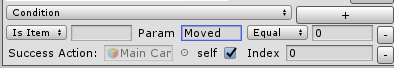 Condition +
Is Item Param Moved Equal 0 -
Success Action: Main Car self Index 0 -